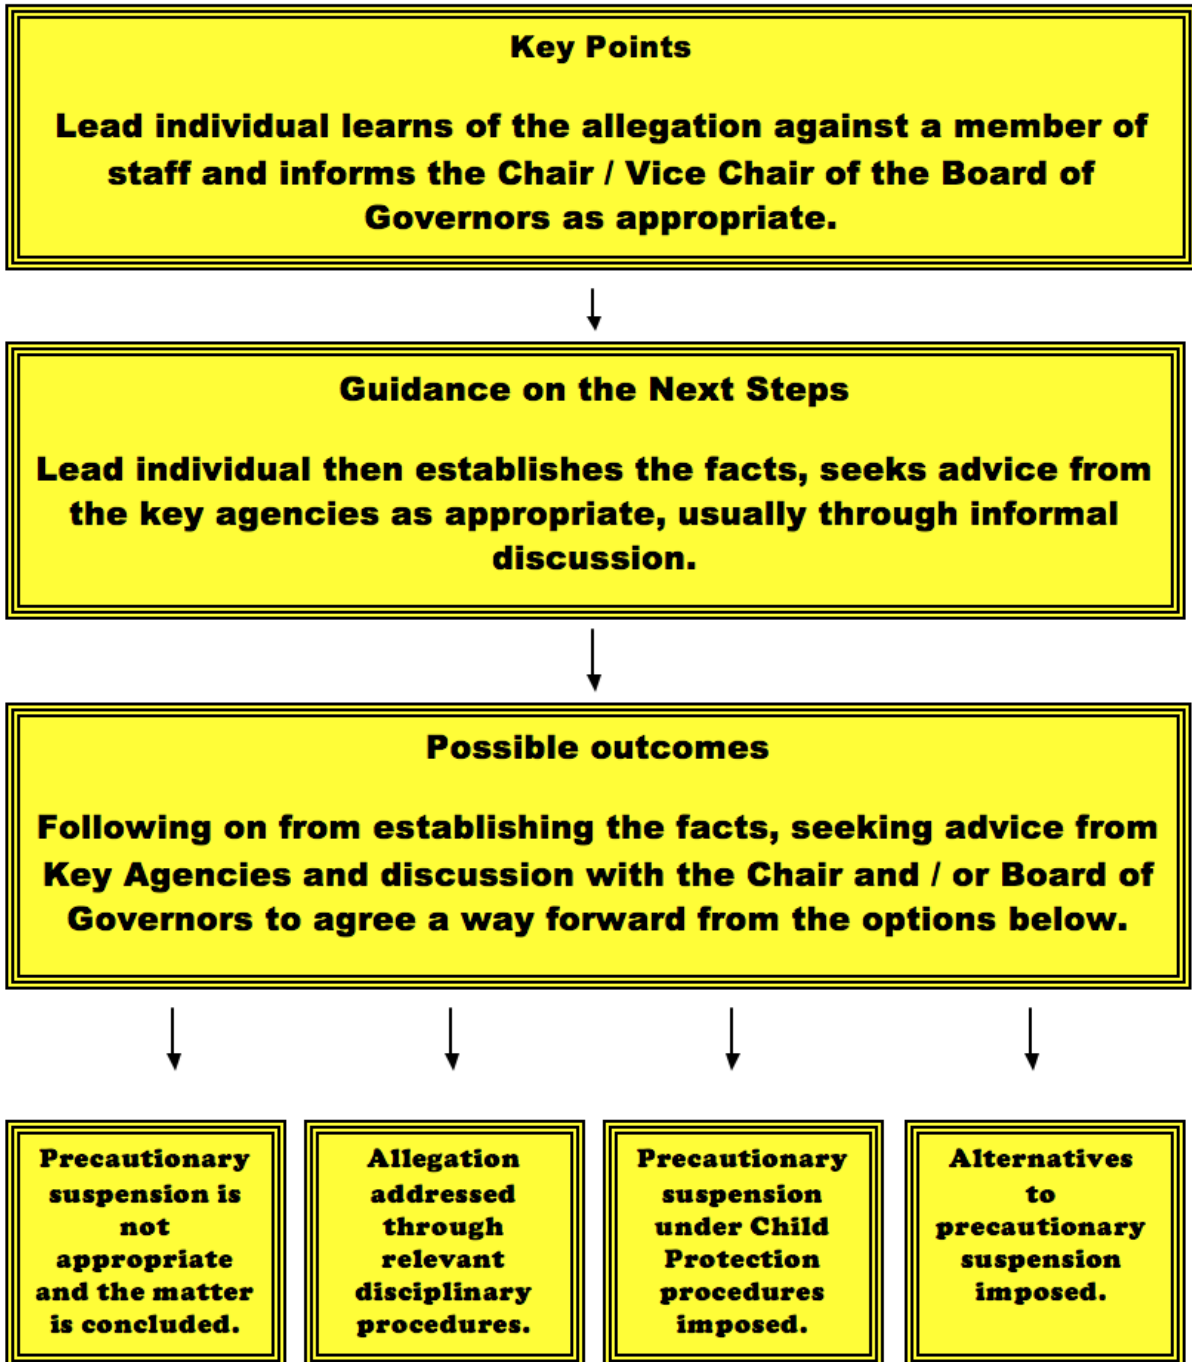 Key Points
Lead individual learns of the allegation against a member of
staff and informs the Chair / Vice Chair of the Board of
Governors as appropriate.
Guidance on the Next Steps
Lead individual then establishes the facts, seeks advice from
the key agencies as appropriate, usually through informal
discussion.
Possible outcomes
Following on from establishing the facts, seeking advice from
Key Agencies and discussion with the Chair and / or Board of
Governors to agree a way forward from the options below.
Precautionary
suspension is
not
appropriate
and the matter
is concluded.
Allegation
addressed
through
relevant
disciplinary
procedures.
Precautionary
suspension
under Child
Protection
procedures
imposed.
Alternatives
to
precautionary
suspension
imposed.